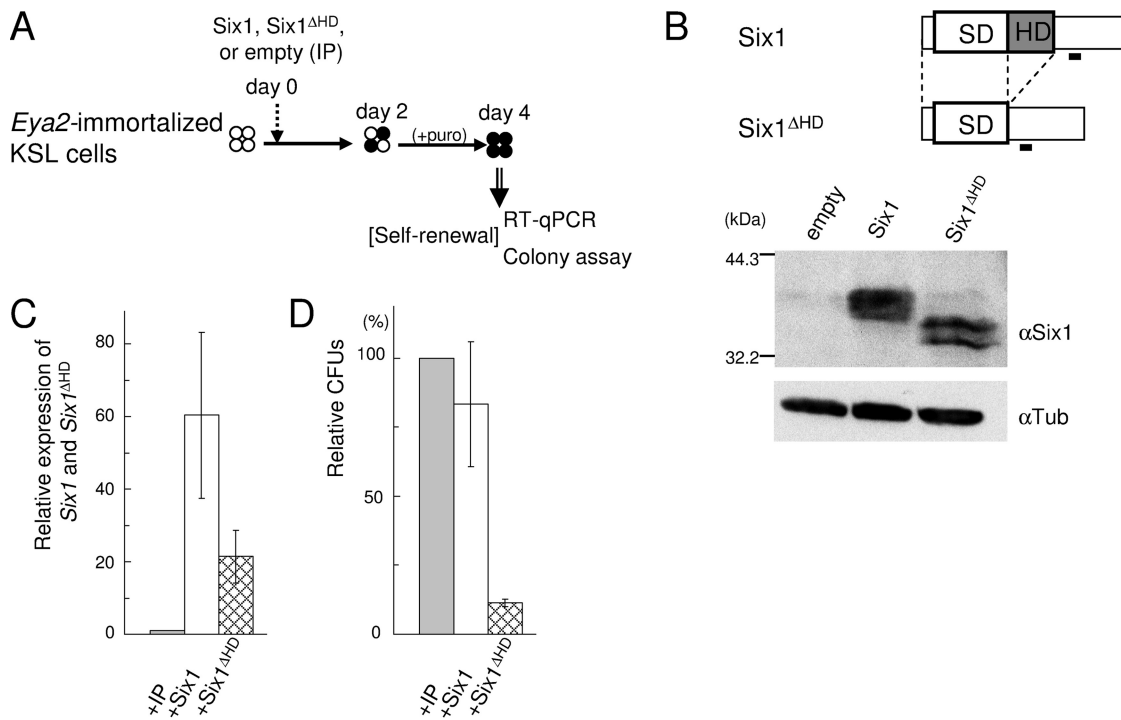 A
Six1, Six1ΔHD,
or empty (IP)
day 0
Eya2-immortalized
KSL cells
day 2
(+puro)
day 4
[Self-renewal]
RT-qPCR
Colony assay
B
Six1
SD
HD
Six1ΔHD
SD
(kDa)
empty
Six1
Six1ΔHD
44.3
32.2
αSix1
αTub
C
Relative expression of
Six1 and Six1ΔHD
80
60
40
20
0
+IP
+Six1
+Six1ΔHD
D
(%)
Relative CFUs
100
50
0
+IP
+Six1
+Six1ΔHD